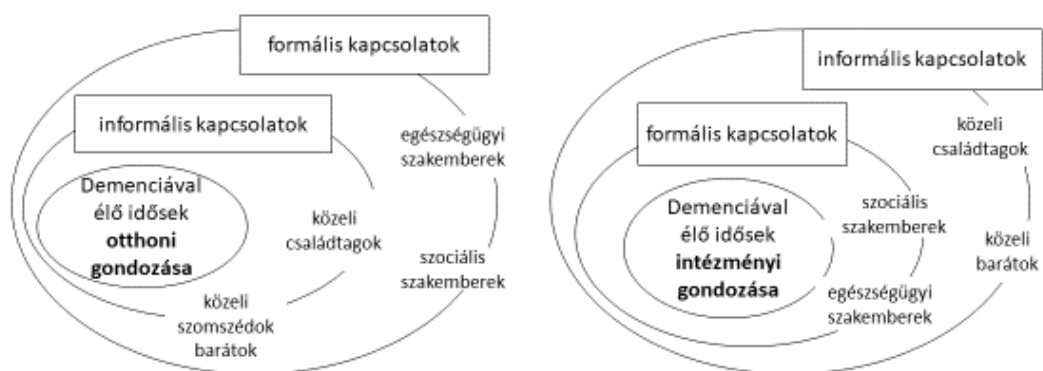 formális kapcsolatok
informális kapcsolatok
egészségügyi
szakemberek
Demenciával
élő idősek
otthoni
gondozása
közeli
családtagok
szociális
szakemberek
közeli
szomszédok
barátok
informális kapcsolatok
formális kapcsolatok
közeli
családtagok
Demenciával
élő idősek
intézményi
gondozása
szociális
szakemberek
közeli
barátok
egészségügyi
szakemberek